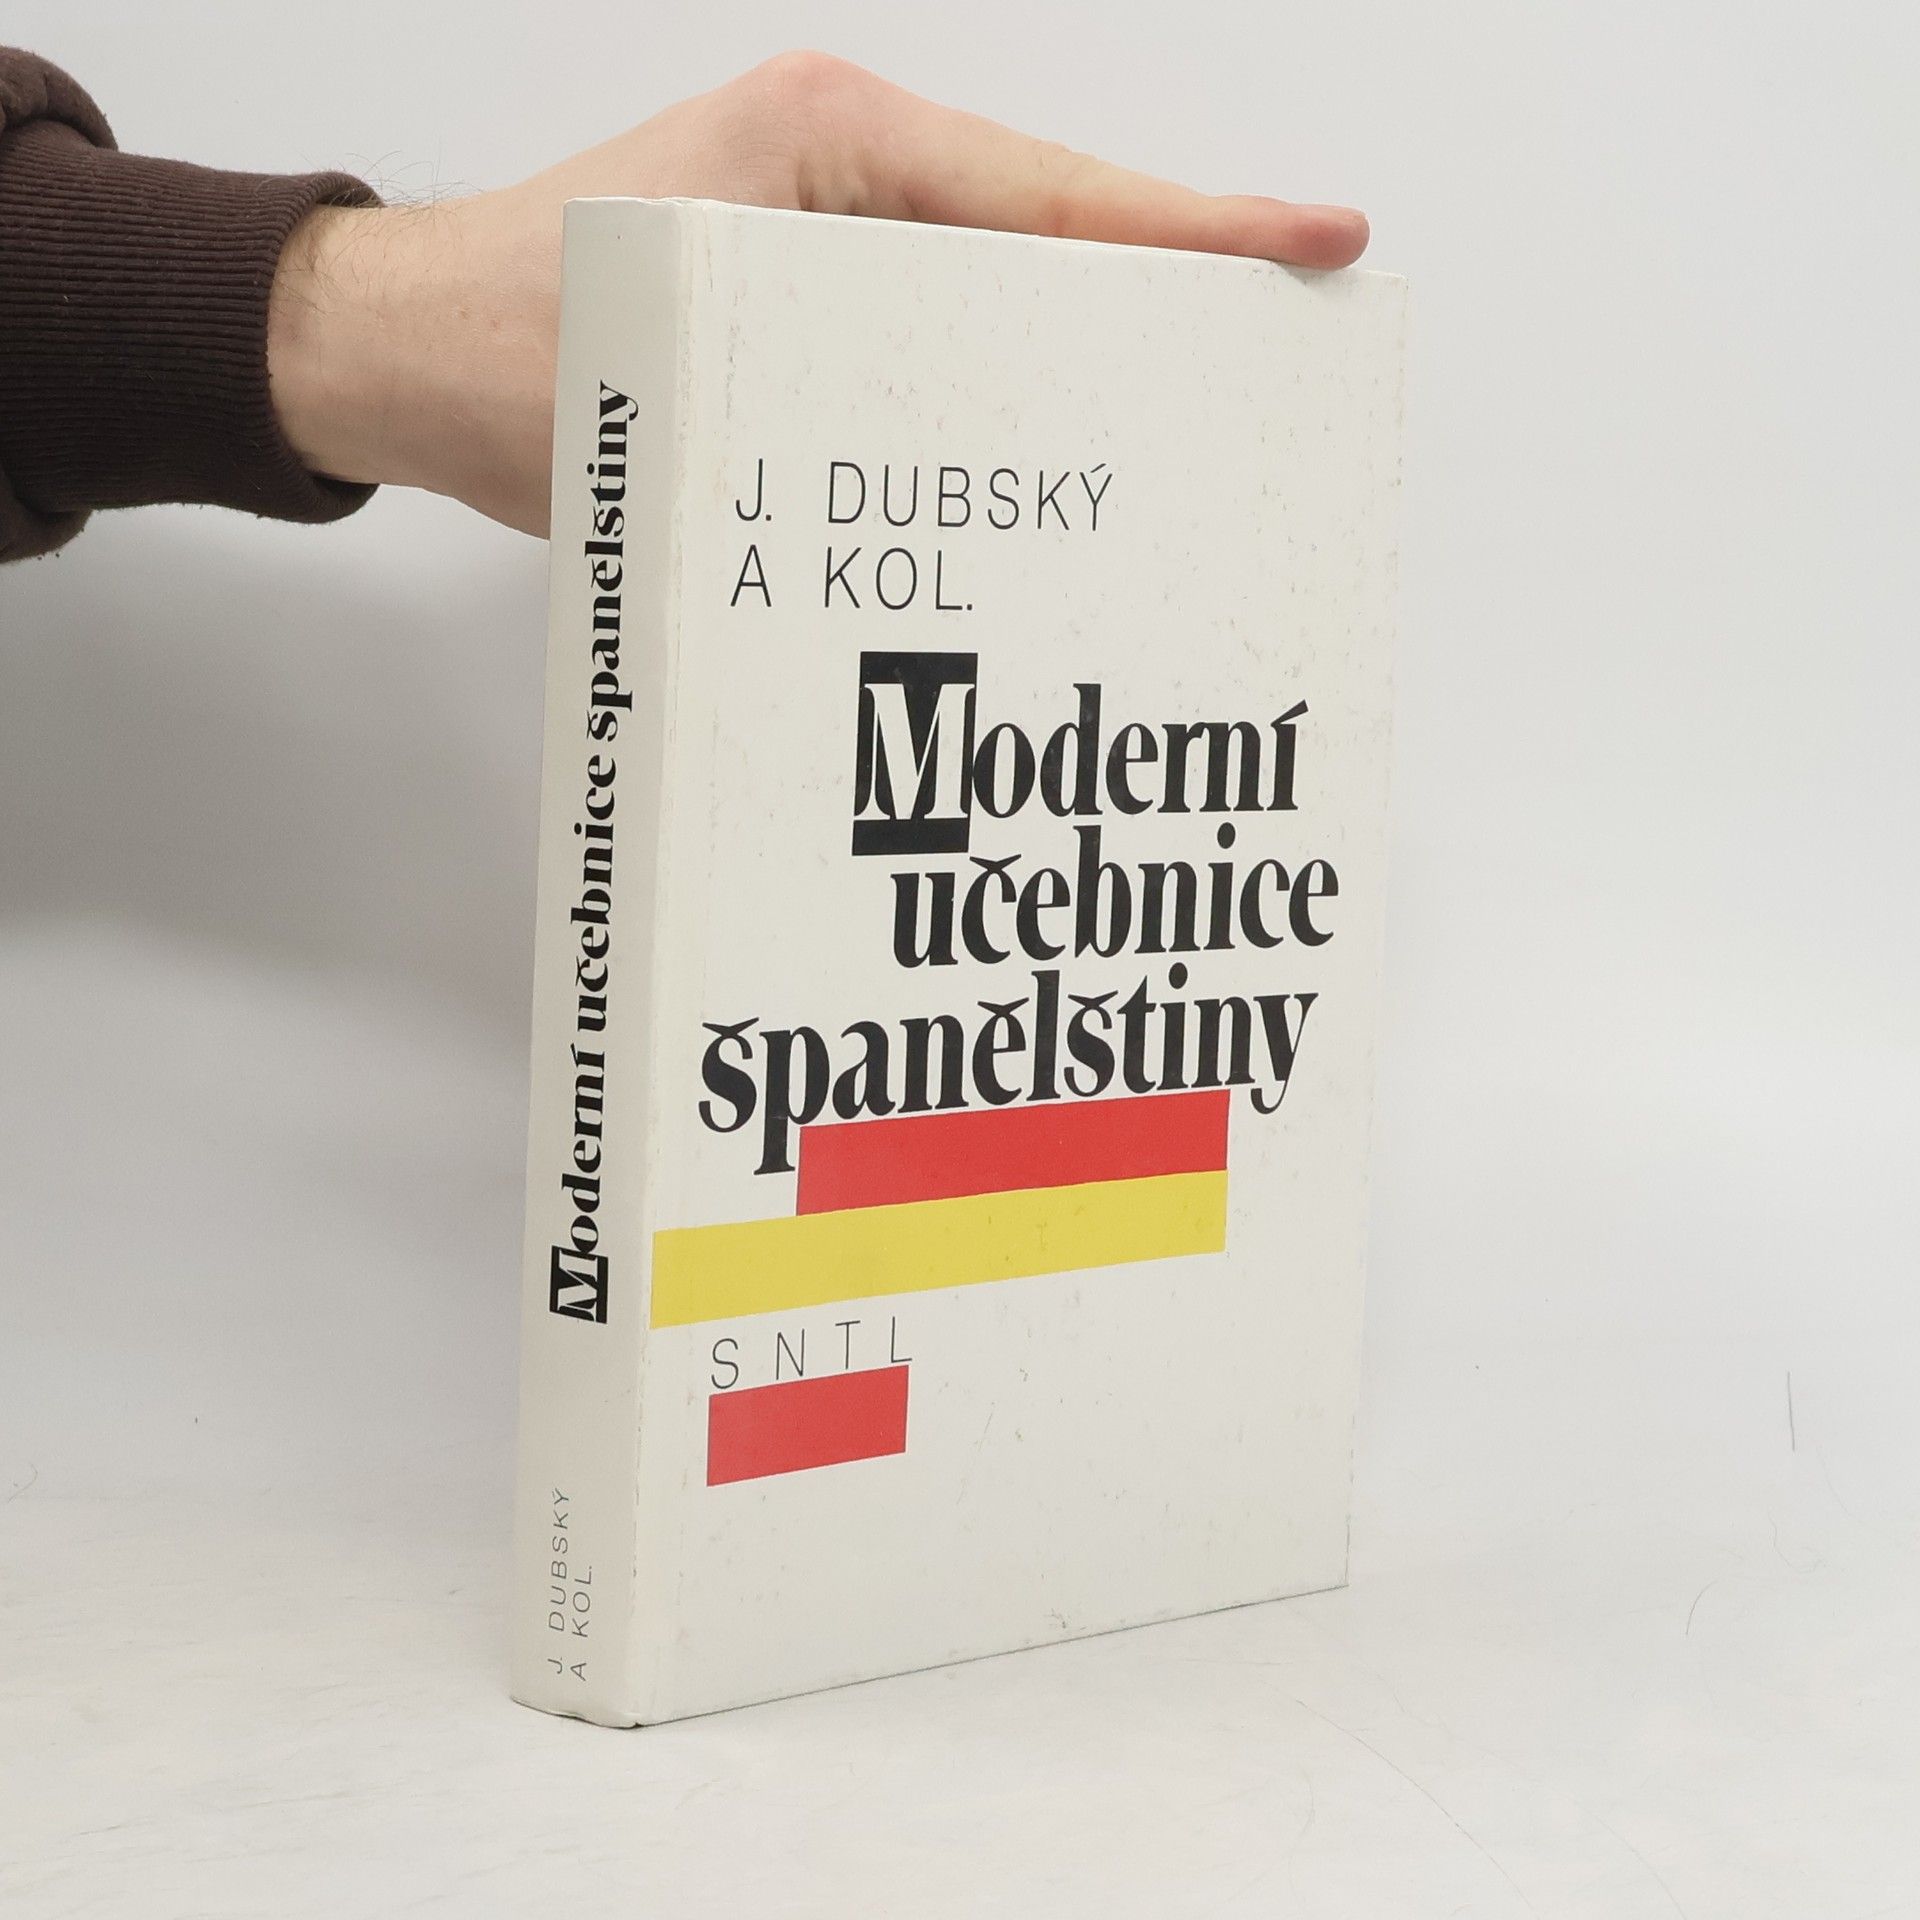 Moderní učebnice španělštiny
J. DUBSKÝ
A KOL.
J. DUBSKÝ
A KOL.
Moderní
učebnice
španělštiny
SNTL